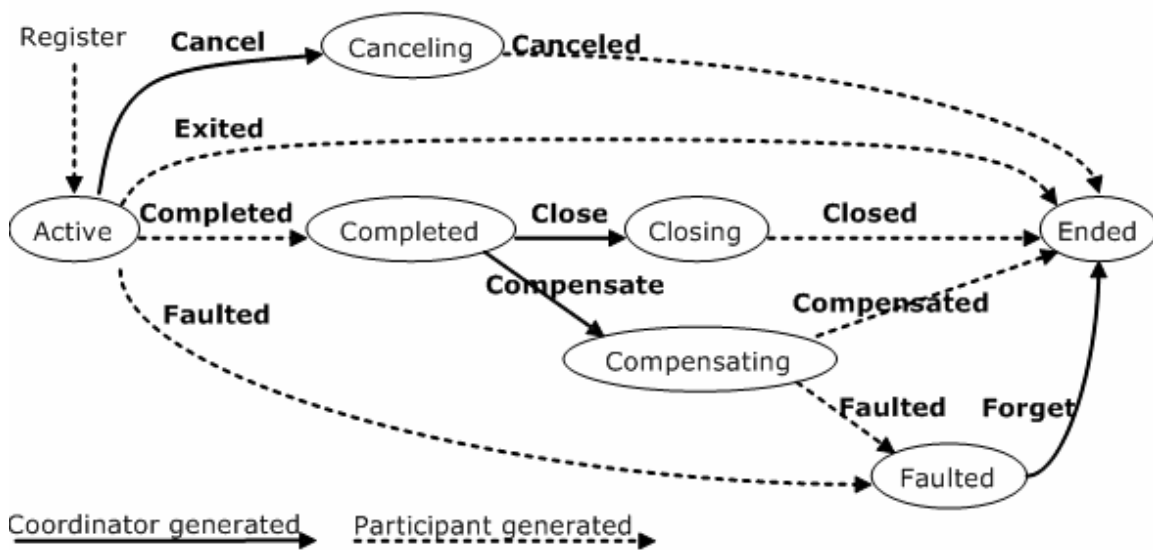 Register
Cancel
Canceling
Canceled
Exited
Active
Completed
Completed
Close
Closing
Closed
Ended
Compensate
Compensated
Faulted
Compensating
Faulted
Forget
Faulted
Coordinator generated
Participant generated